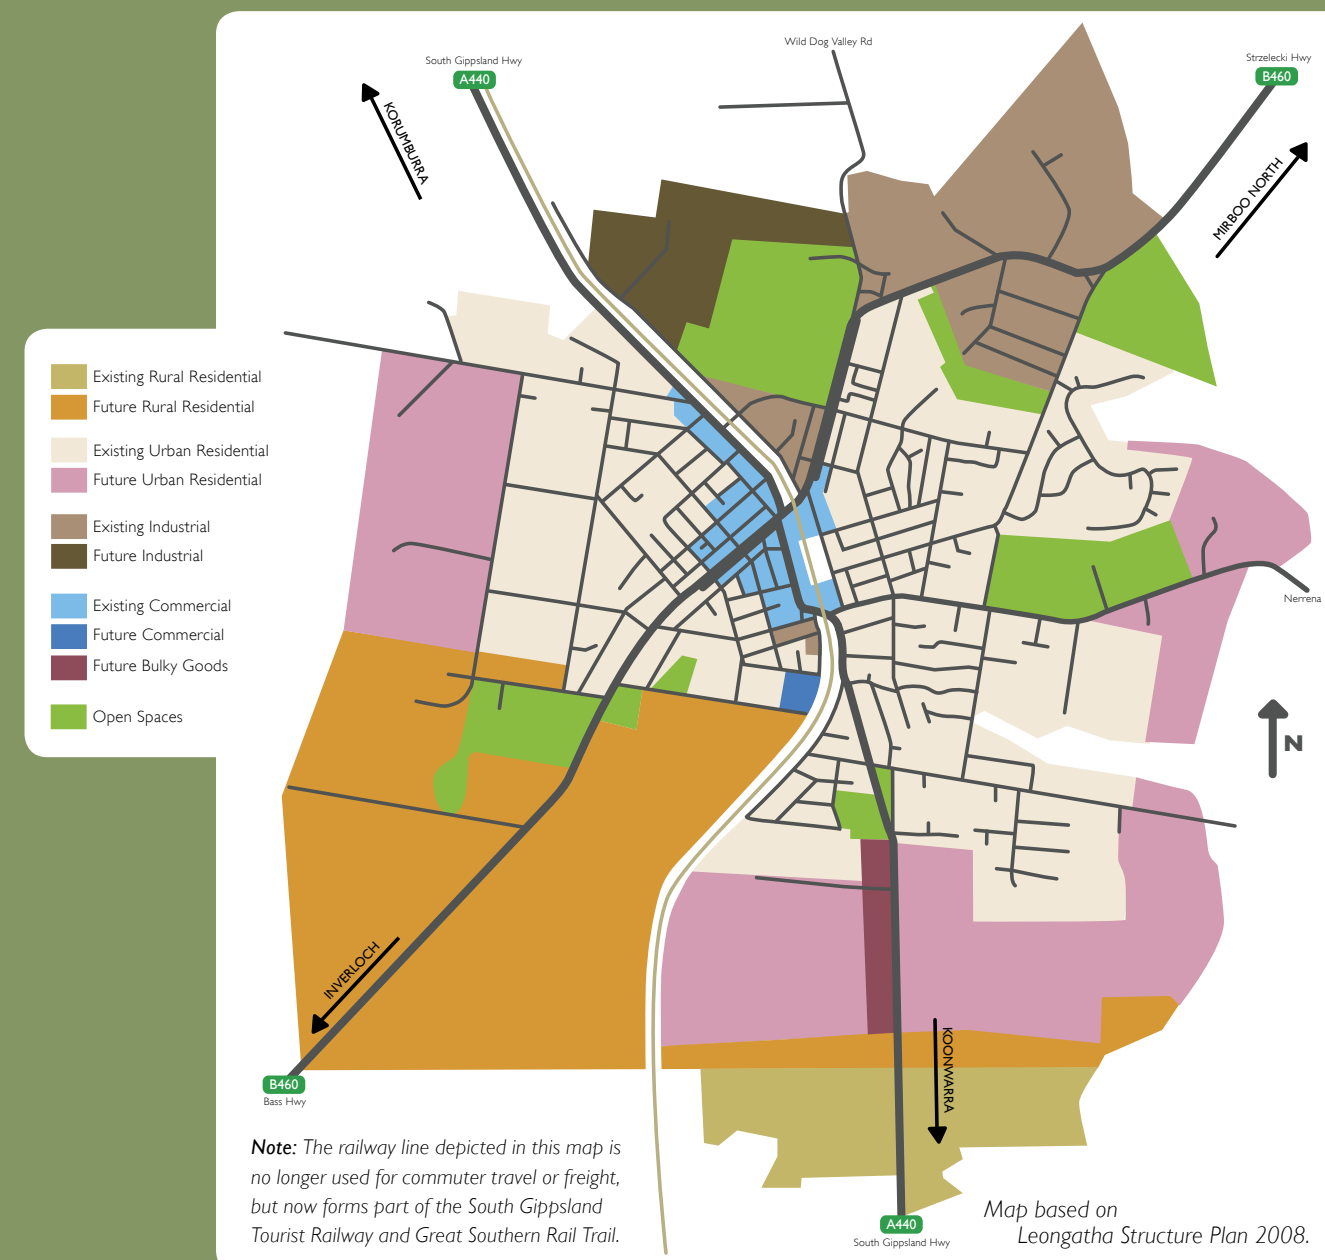 Wild Dog Valley Rd
South Gippsland Hwy
A440
Strzelecki Hwy
B460
KORUMBURRA
MIRBOO NORTH
Existing Rural Residential
Future Rural Residential
Existing Urban Residential
Future Urban Residential
Existing Industrial
Future Industrial
Existing Commercial
Future Commercial
Future Bulky Goods
Open Spaces
Nerrena
N
INVERLOCH
KOONWARRA
B460
Bass Hwy
Note: The railway line depicted in this map is
no longer used for commuter travel or freight,
but now forms part of the South Gippsland
Tourist Railway and Great Southern Rail Trail.
A440
South Gippsland Hwy
Map based on
Leongatha Structure Plan 2008.